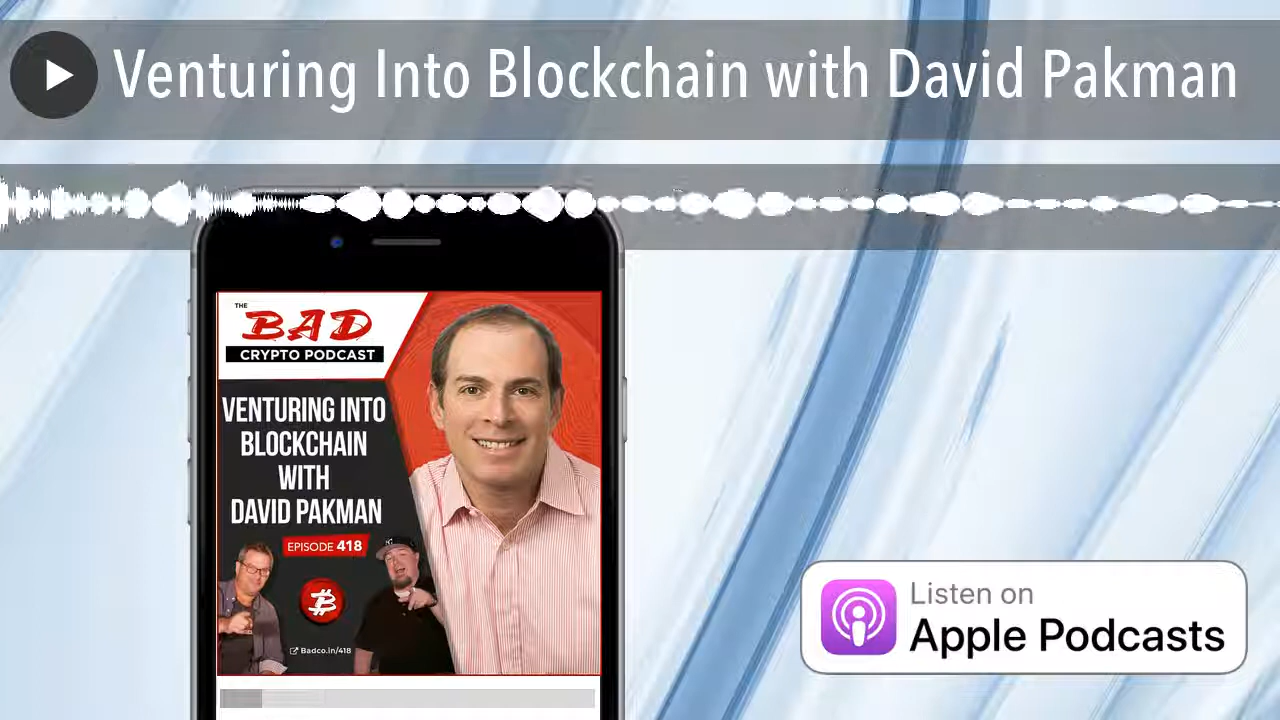 Venturing Into Blockchain with David Pakman
THE
BAD
CRYPTO PODCAST
VENTURING INTO
BLOCKCHAIN
WITH
DAVID PAKMAN
EPISODE 418
Badco.in/418
Listen on
Apple Podcasts